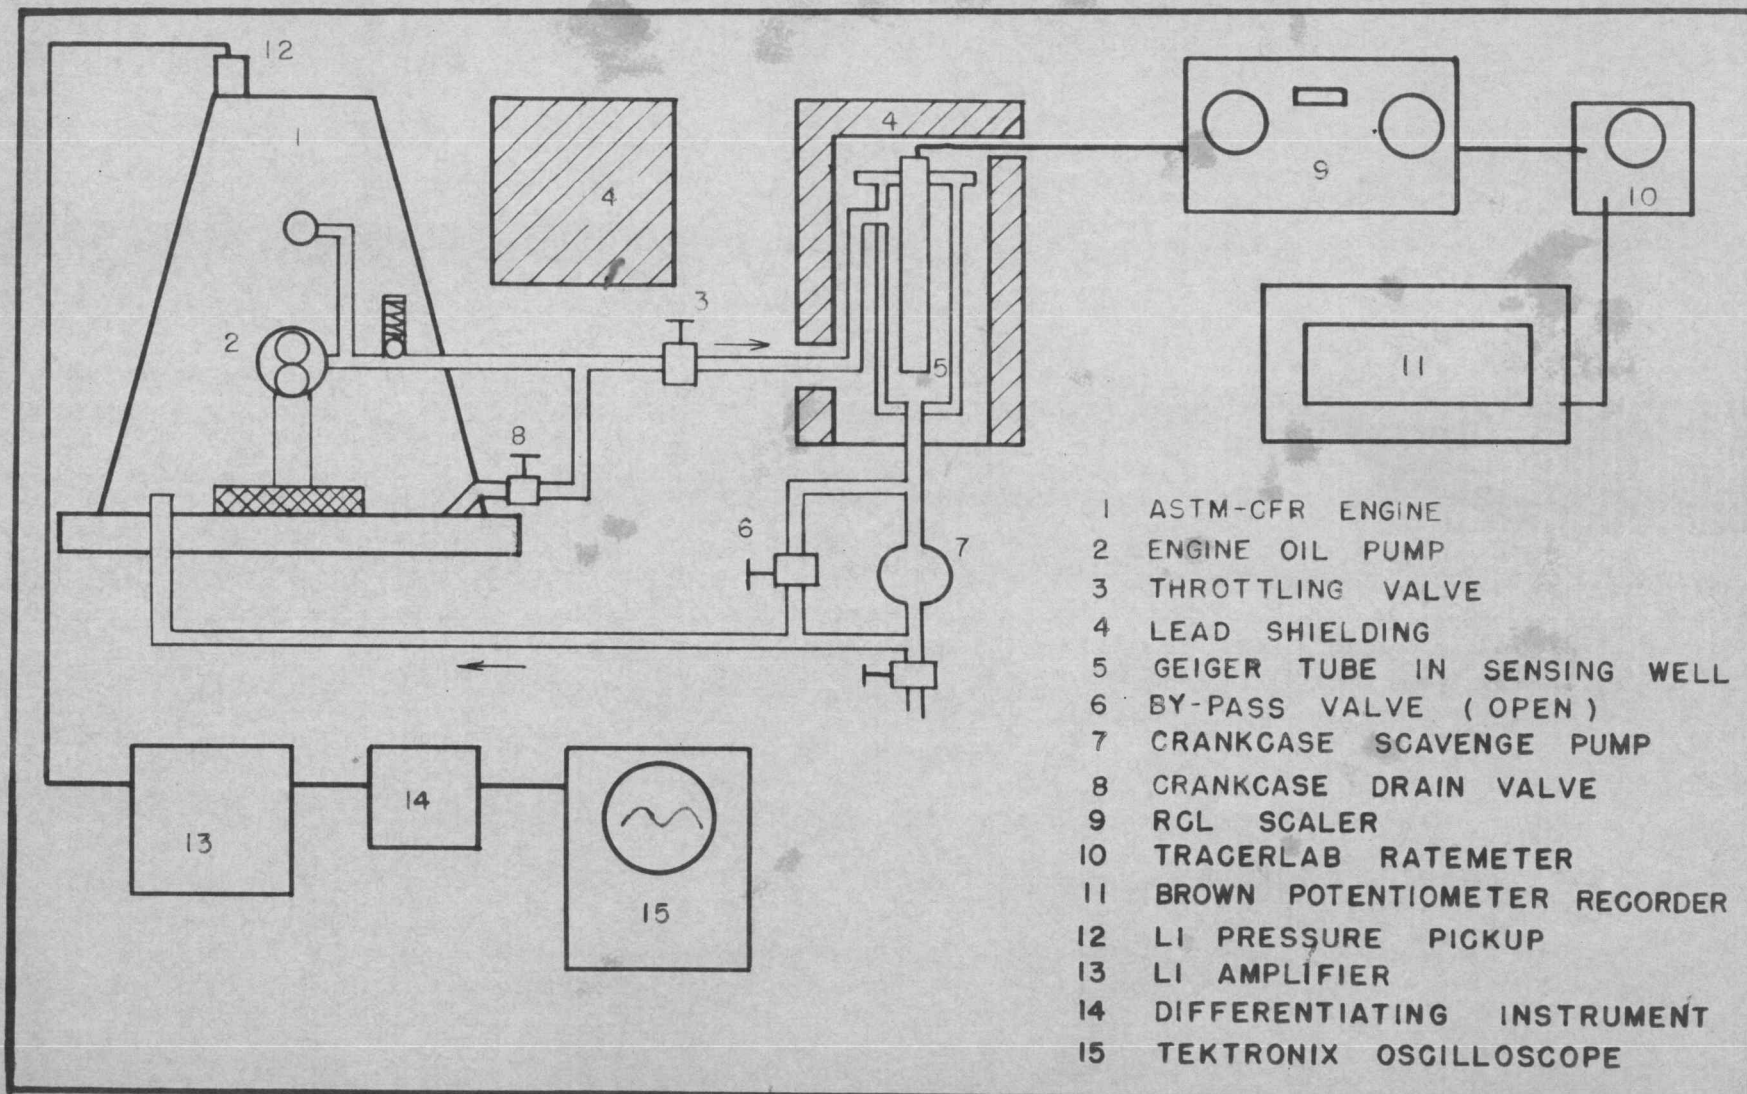 12
1
4
4
9
10
3
2
5
11
8
6
7
13
14
15
1 ASTM-CFR ENGINE
2 ENGINE OIL PUMP
3 THROTTLING VALVE
4 LEAD SHIELDING
5 GEIGER TUBE IN SENSING WELL
6 BY-PASS VALVE (OPEN)
7 CRANKCASE SCAVENGE PUMP
8 CRANKCASE DRAIN VALVE
9 RCL SCALER
10 TRACERLAB RATEMETER
11 BROWN POTENTIOMETER RECORDER
12 LI PRESSURE PICKUP
13 LI AMPLIFIER
14 DIFFERENTIATING INSTRUMENT
15 TEKTRONIX OSCILLOSCOPE